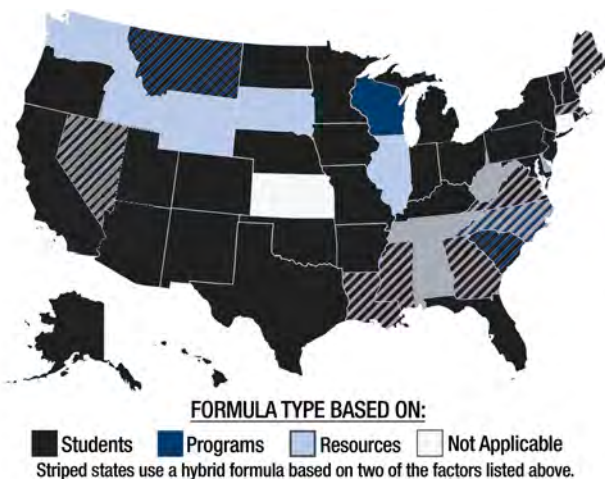 FORMULA TYPE BASED ON:
Students Programs Resources Not Applicable
Striped states use a hybrid formula based on two of the factors listed above.